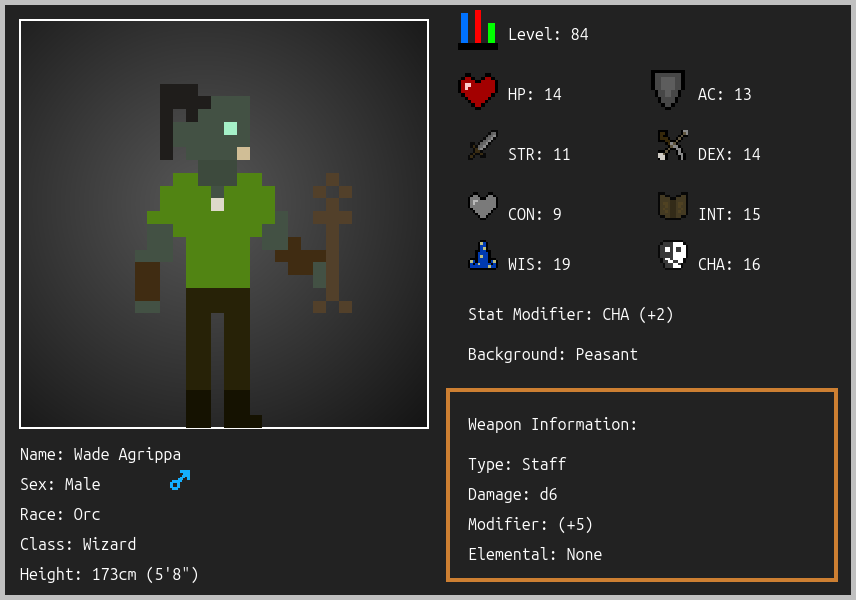 Level: 84
HP: 14
AC: 13
STR: 11
DEX: 14
CON: 9
INT: 15
WIS: 19
CHA: 16
Stat Modifier: CHA (+2)
Background: Peasant
Weapon Information:
Type: Staff
Damage: d6
Modifier: (+5)
Elemental: None
Name: Wade Agrippa
Sex: Male
Race: Orc
Class: Wizard
Height: 173cm (5'8")